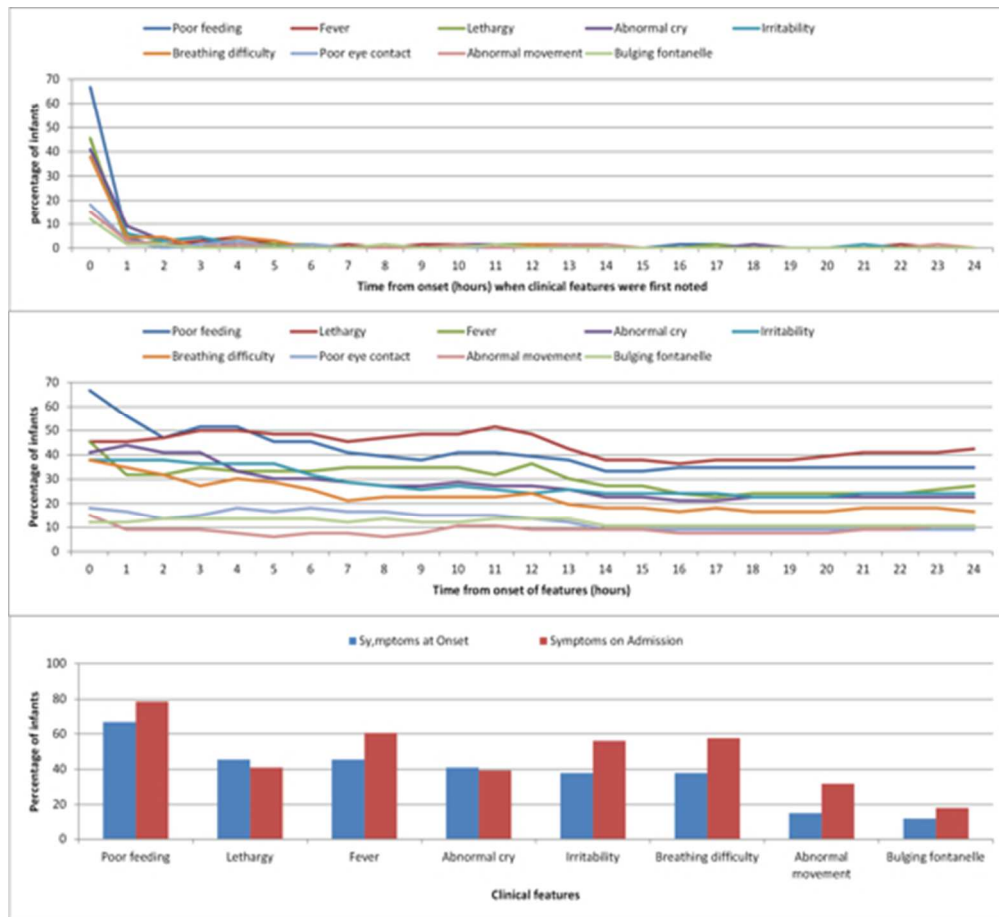 Poor feeding Fever Lethargy Abnormal cry Irritability
Breathing difficulty Poor eye contact Abnormal movement Bulging fontanelle
70
60
50
40
30
20
10
0
percentage of infants
0 1 2 3 4 5 6 7 8 9 10 11 12 13 14 15 16 17 18 19 20 21 22 23 24
Time from onset (hours) when clinical features were first noted
Poor feeding Lethargy Fever Abnormal cry Irritability
Breathing difficulty Poor eye contact Abnormal movement Bulging fontanelle
70
60
50
40
30
20
10
0
Percentage of infants
0 1 2 3 4 5 6 7 8 9 10 11 12 13 14 15 16 17 18 19 20 21 22 23 24
Time from onset of features (hours)
Sy,mptoms at Onset Symptoms on Admission
100
80
60
40
20
0
Percentage of infants
Poor feeding Lethargy Fever Abnormal cry Irritability Breathing difficulty Abnormal Bulging fontanelle
movement
Clinical features